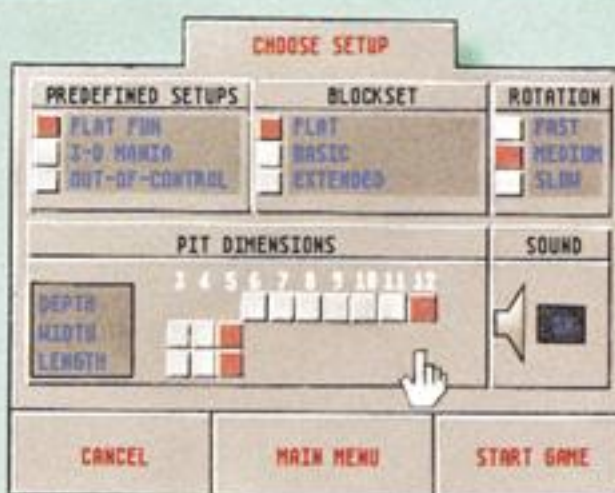 CHOOSE SETUP
PREDEFINED SETUPS
FLAT FUN
3-D MANIA
OUT-OF-CONTROL
BLOCKSET
FLAT
BASIC
EXTENDED
ROTATION
FAST
MEDIUM
SLOW
PIT DIMENSIONS
3 4 5 6 7 8 9 10 11 12
DEPTH
WIDTH
LENGTH
SOUND
CANCEL
MAIN MENU
START GAME